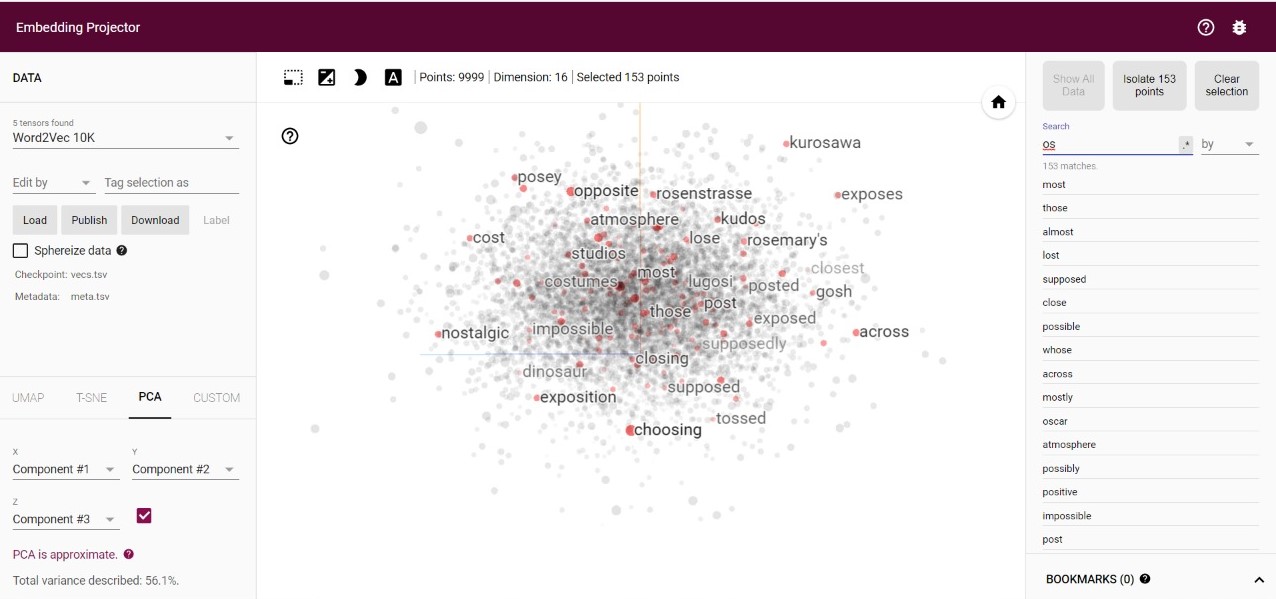 Embedding Projector
DATA
5 tensors found
Word2Vec 10K
Edit by
Tag selection as
Load
Publish
Download
Label
Sphereize data
Checkpoint: vecs.tsv
Metadata: meta.tsv
UMAP
T-SNE
PCA
CUSTOM
X
Component #1
Y
Component #2
Z
Component #3
PCA is approximate.
Total variance described: 56.1%.
A
Points: 9999 | Dimension: 16 | Selected 153 points
kurosawa
posey
opposite
rosenstrasse
exposes
atmosphere
kudos
cost
lose
rosemary's
studios
most
closest
costumes
lugosi
posted
gosh
post
those
exposed
nostalgic
impossible
across
supposedly
closing
dinosaur
supposed
exposition
tossed
choosing
Show All
Data
Isolate 153
points
Clear
selection
Search
os
.*
by
153 matches.
most
those
almost
lost
supposed
close
possible
whose
across
mostly
oscar
atmosphere
possibly
positive
impossible
post
BOOKMARKS (0)